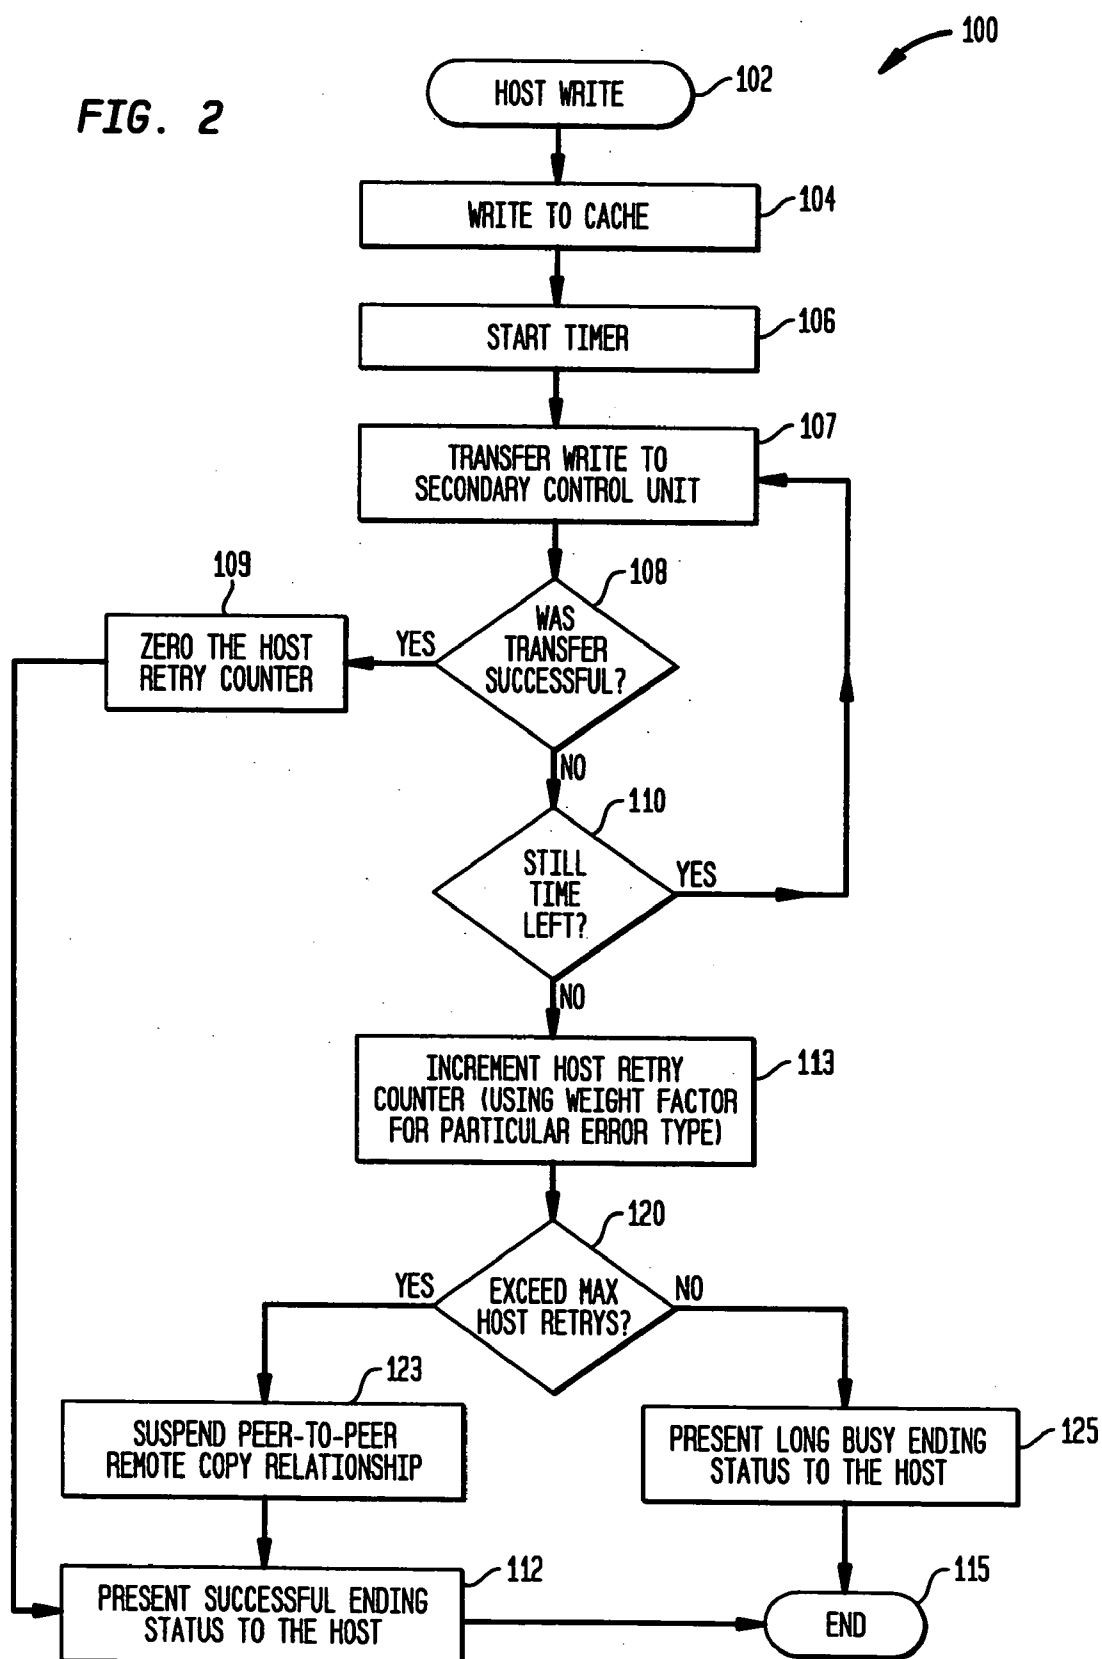 100
FIG. 2
HOST WRITE
102
WRITE TO CACHE
104
START TIMER
106
TRANSFER WRITE TO
SECONDARY CONTROL UNIT
107
109
ZERO THE HOST
RETRY COUNTER
YES
WAS
TRANSFER
SUCCESSFUL?
108
NO
STILL
TIME
LEFT?
110
YES
NO
INCREMENT HOST RETRY
COUNTER (USING WEIGHT FACTOR
FOR PARTICULAR ERROR TYPE)
113
120
YES
EXCEED MAX
HOST RETRYS?
NO
123
SUSPEND PEER-TO-PEER
REMOTE COPY RELATIONSHIP
PRESENT LONG BUSY ENDING
STATUS TO THE HOST
125
112
PRESENT SUCCESSFUL ENDING
STATUS TO THE HOST
END
115